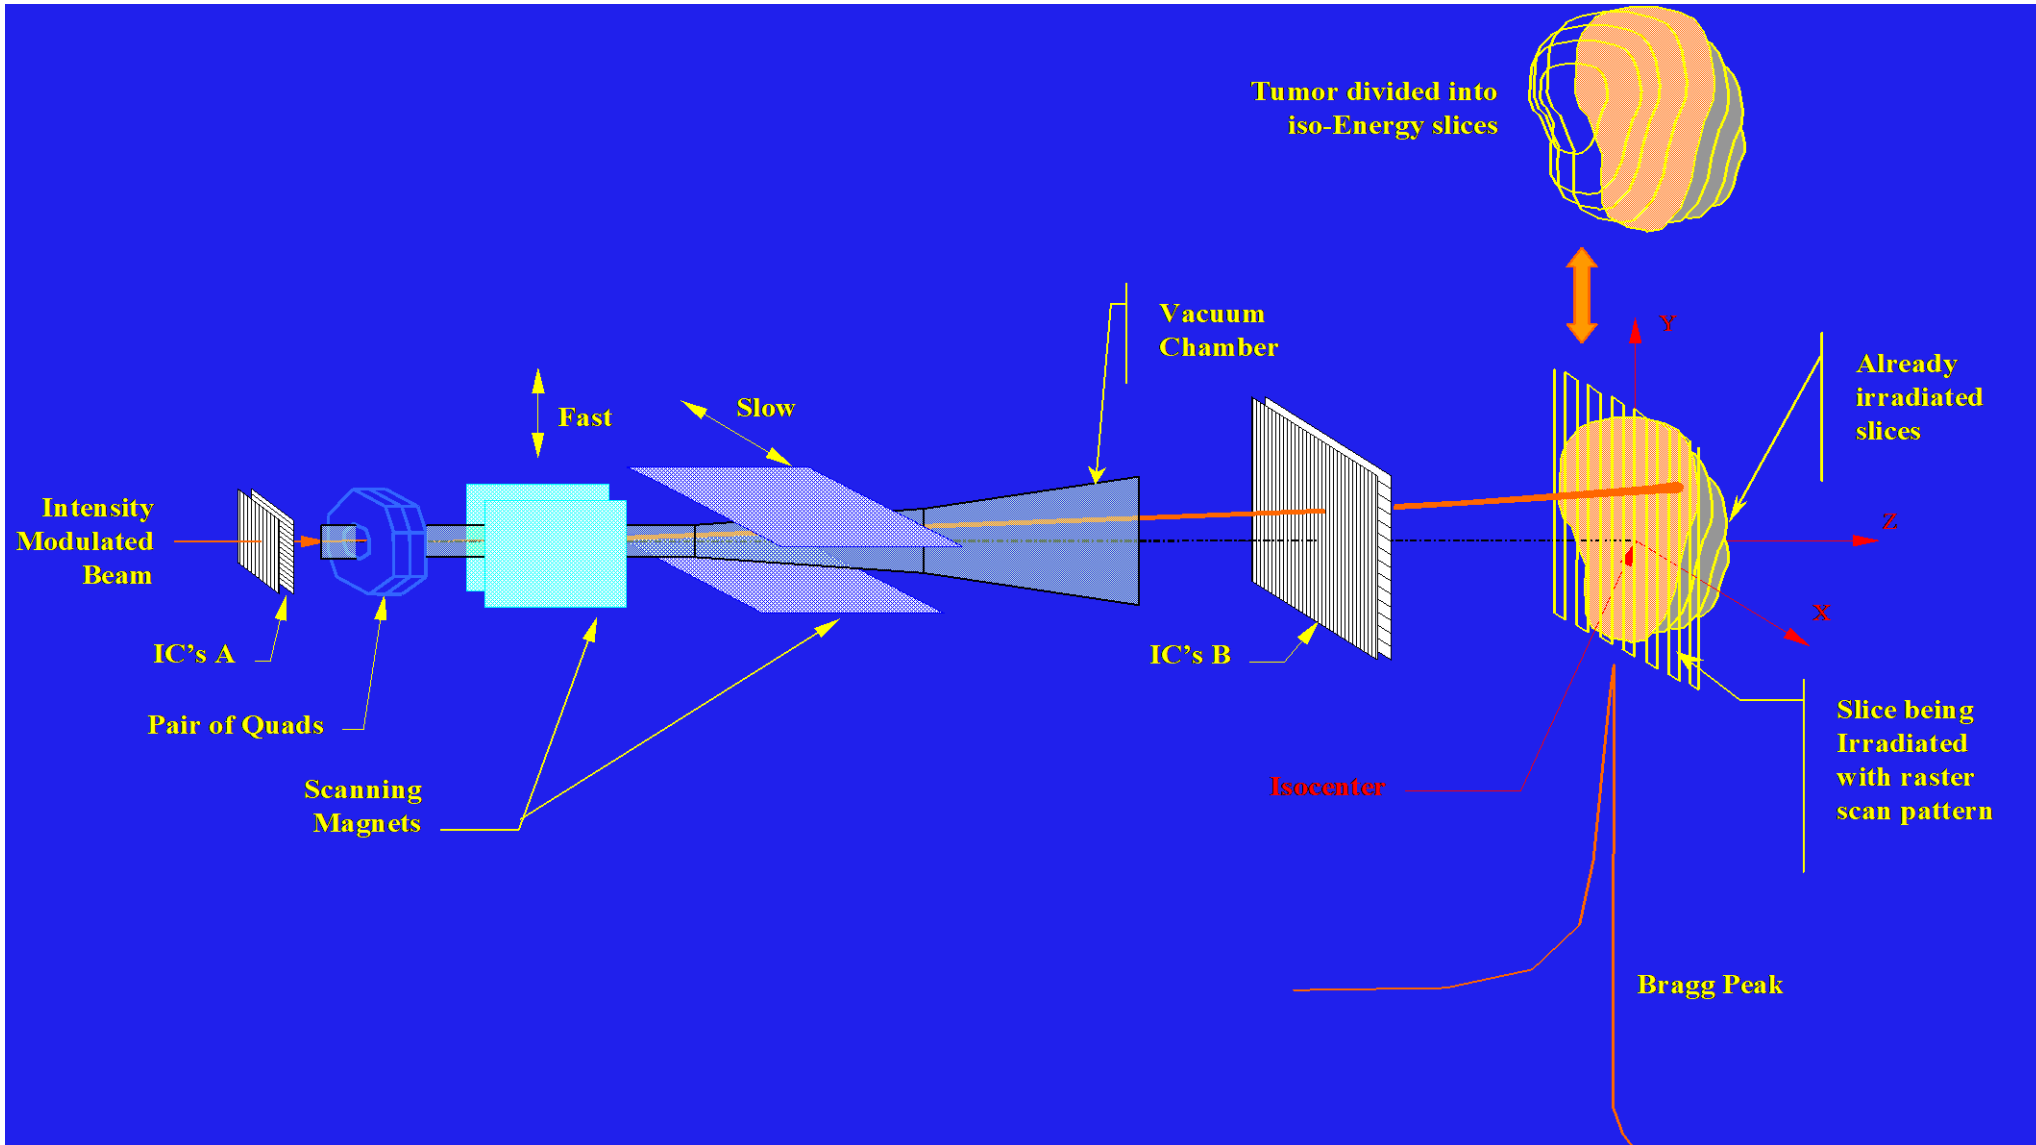 Tumor divided into
iso-Energy slices
Vacuum
Chamber
Y
Already
irradiated
slices
Slow
Fast
Intensity
Modulated
Beam
Z
X
IC's A
IC's B
Pair of Quads
Slice being
Irradiated
with raster
scan pattern
Scanning
Magnets
Isocenter
Bragg Peak